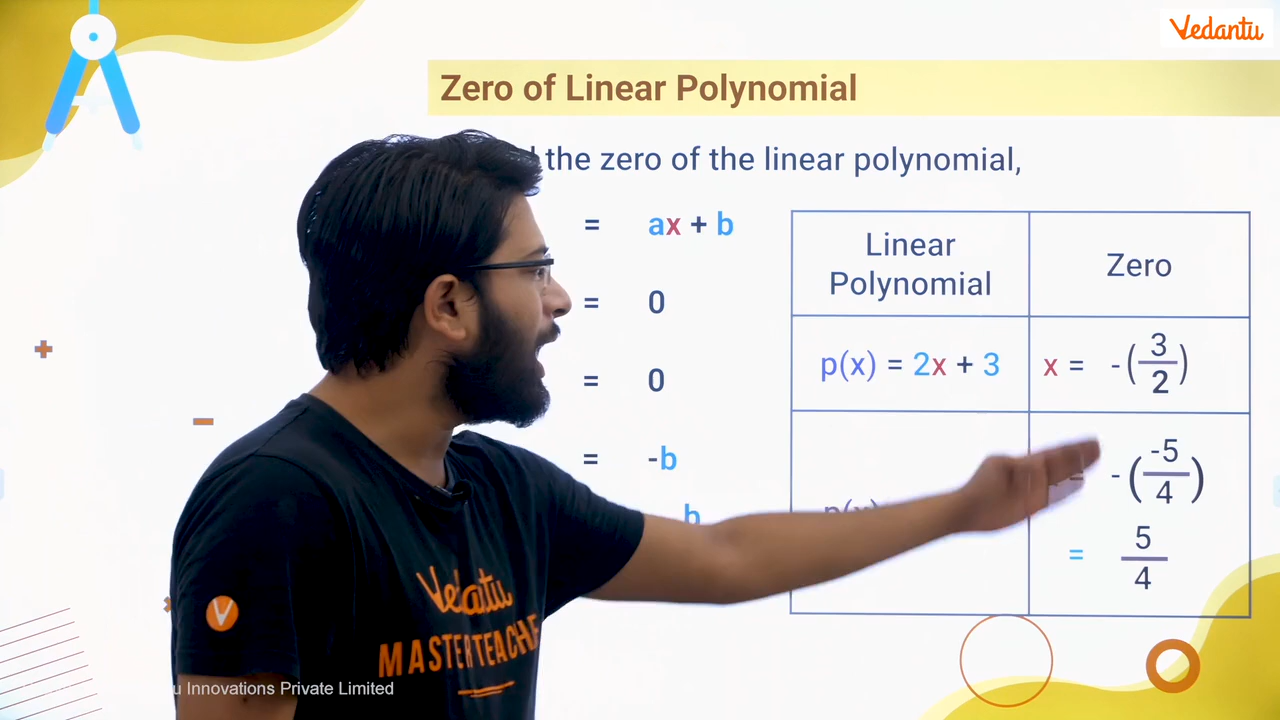 Vedantu
Zero of Linear Polynomial
the zero of the linear polynomial,
= ax + b
= 0
= 0
= -b
b
Linear Polynomial
Zero
p(x) = 2x + 3
x = -(3/2)
p(x)
= -(-5/4)
= 5/4
Vedantu
MASTERTEACHE
V
Innovations Private Limited